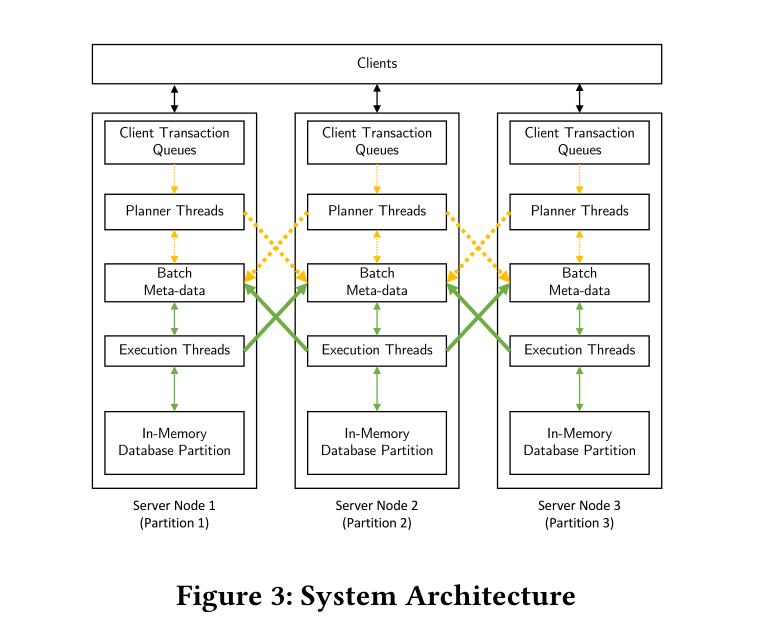 Clients
Client Transaction
Queues
Planner Threads
Batch
Meta-data
Execution Threads
In-Memory
Database Partition
Server Node 1
(Partition 1)
Client Transaction
Queues
Planner Threads
Batch
Meta-data
Execution Threads
In-Memory
Database Partition
Server Node 2
(Partition 2)
Client Transaction
Queues
Planner Threads
Batch
Meta-data
Execution Threads
In-Memory
Database Partition
Server Node 3
(Partition 3)
Figure 3: System Architecture